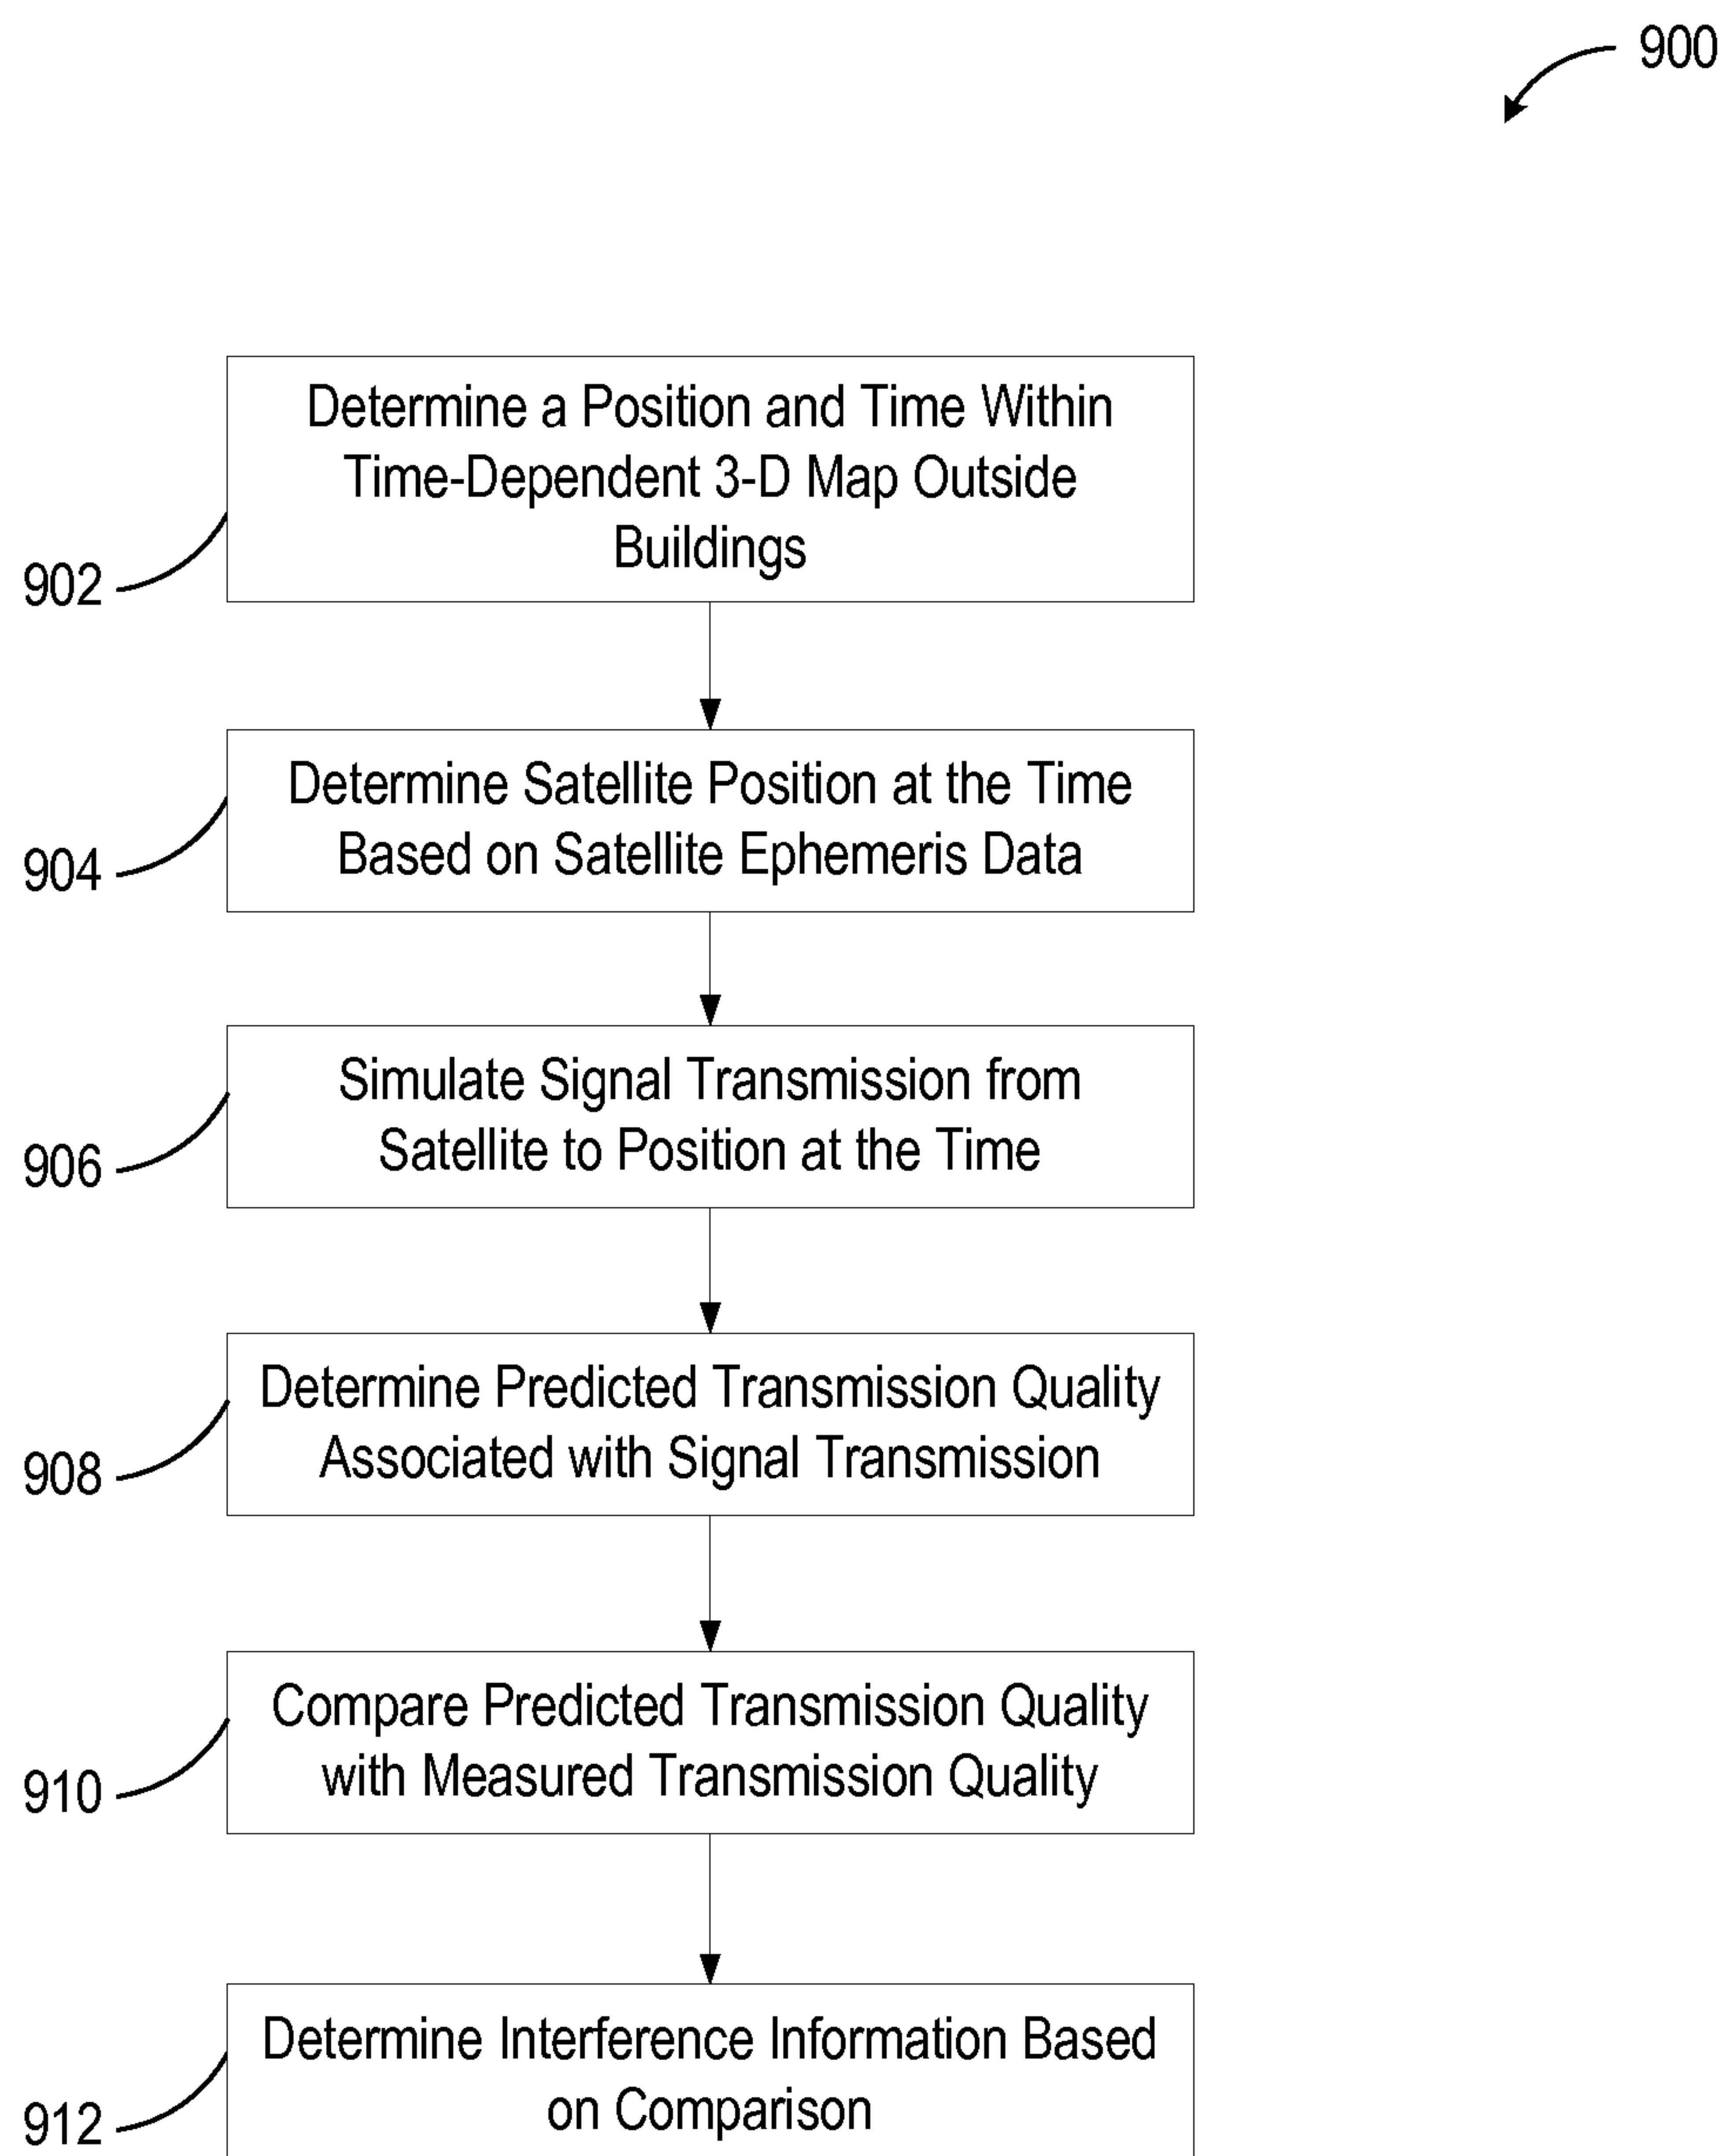 900
Determine a Position and Time Within
Time-Dependent 3-D Map Outside
Buildings
902
Determine Satellite Position at the Time
Based on Satellite Ephemeris Data
904
Simulate Signal Transmission from
Satellite to Position at the Time
906
Determine Predicted Transmission Quality
Associated with Signal Transmission
908
Compare Predicted Transmission Quality
with Measured Transmission Quality
910
Determine Interference Information Based
on Comparison
912